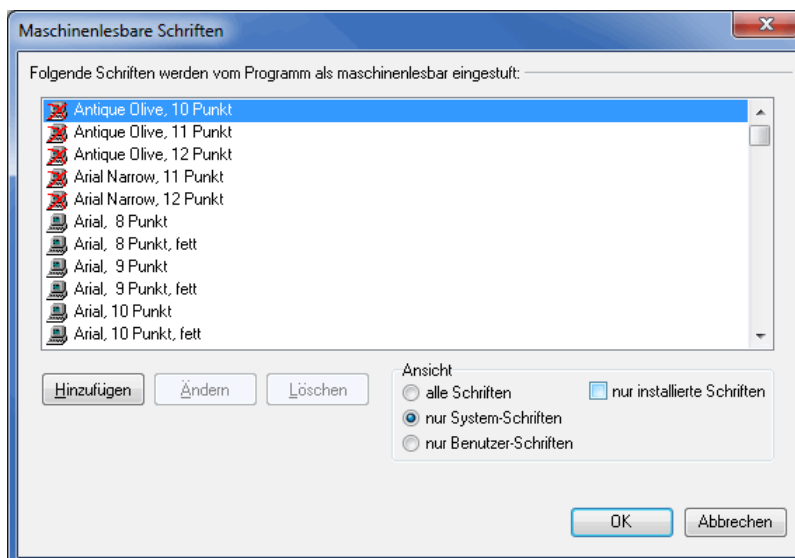 Maschinenlesbare Schriften
Folgende Schriften werden vom Programm als maschinenlesbar eingestuft:
Antique Olive, 10 Punkt
Antique Olive, 11 Punkt
Antique Olive, 12 Punkt
Arial Narrow, 11 Punkt
Arial Narrow, 12 Punkt
Arial,  8 Punkt
Arial,  8 Punkt, fett
Arial,  9 Punkt
Arial,  9 Punkt, fett
Arial, 10 Punkt
Arial, 10 Punkt, fett
Hinzufügen
Ändern
Löschen
Ansicht
alle Schriften
nur installierte Schriften
nur System-Schriften
nur Benutzer-Schriften
OK
Abbrechen